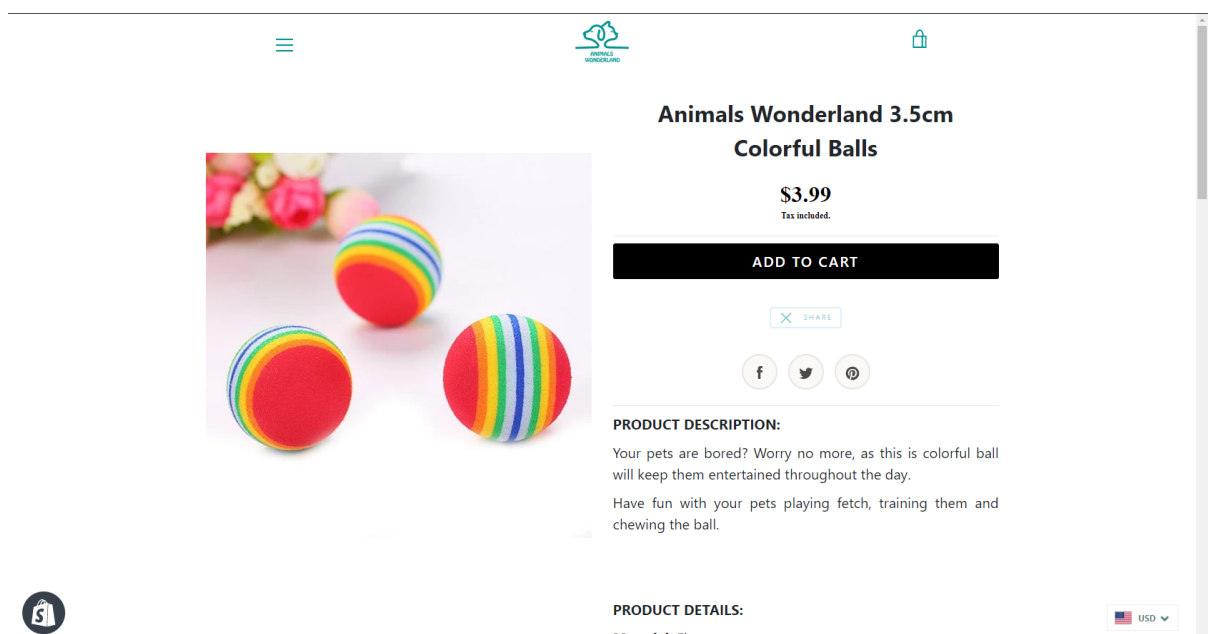 ANIMALS
WONDERLAND
Animals Wonderland 3.5cm
Colorful Balls
$3.99
Tax included.
ADD TO CART
SHARE
PRODUCT DESCRIPTION:
Your pets are bored? Worry no more, as this is colorful ball
will keep them entertained throughout the day.
Have fun with your pets playing fetch, training them and
chewing the ball.
PRODUCT DETAILS:
USD